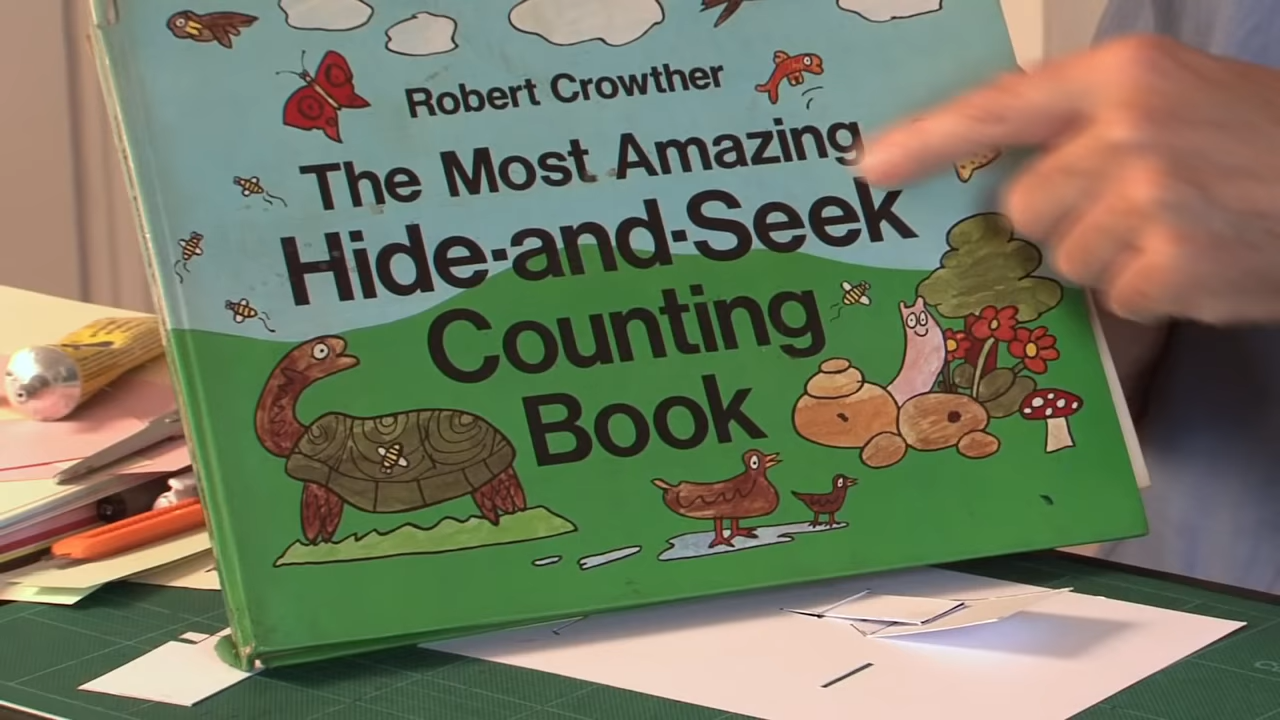 Robert Crowther
The Most Amazing
Hide-and-Seek
Counting
Book